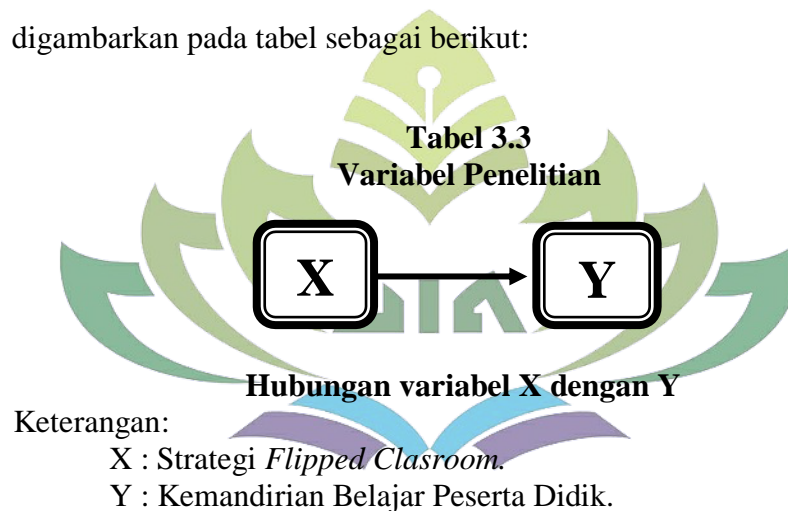 digambarkan pada tabel sebagai berikut:
Tabel 3.3
Variabel Penelitian
X Y
Hubungan variabel X dengan Y
Keterangan:
X : Strategi Flipped Clasroom.
Y : Kemandirian Belajar Peserta Didik.